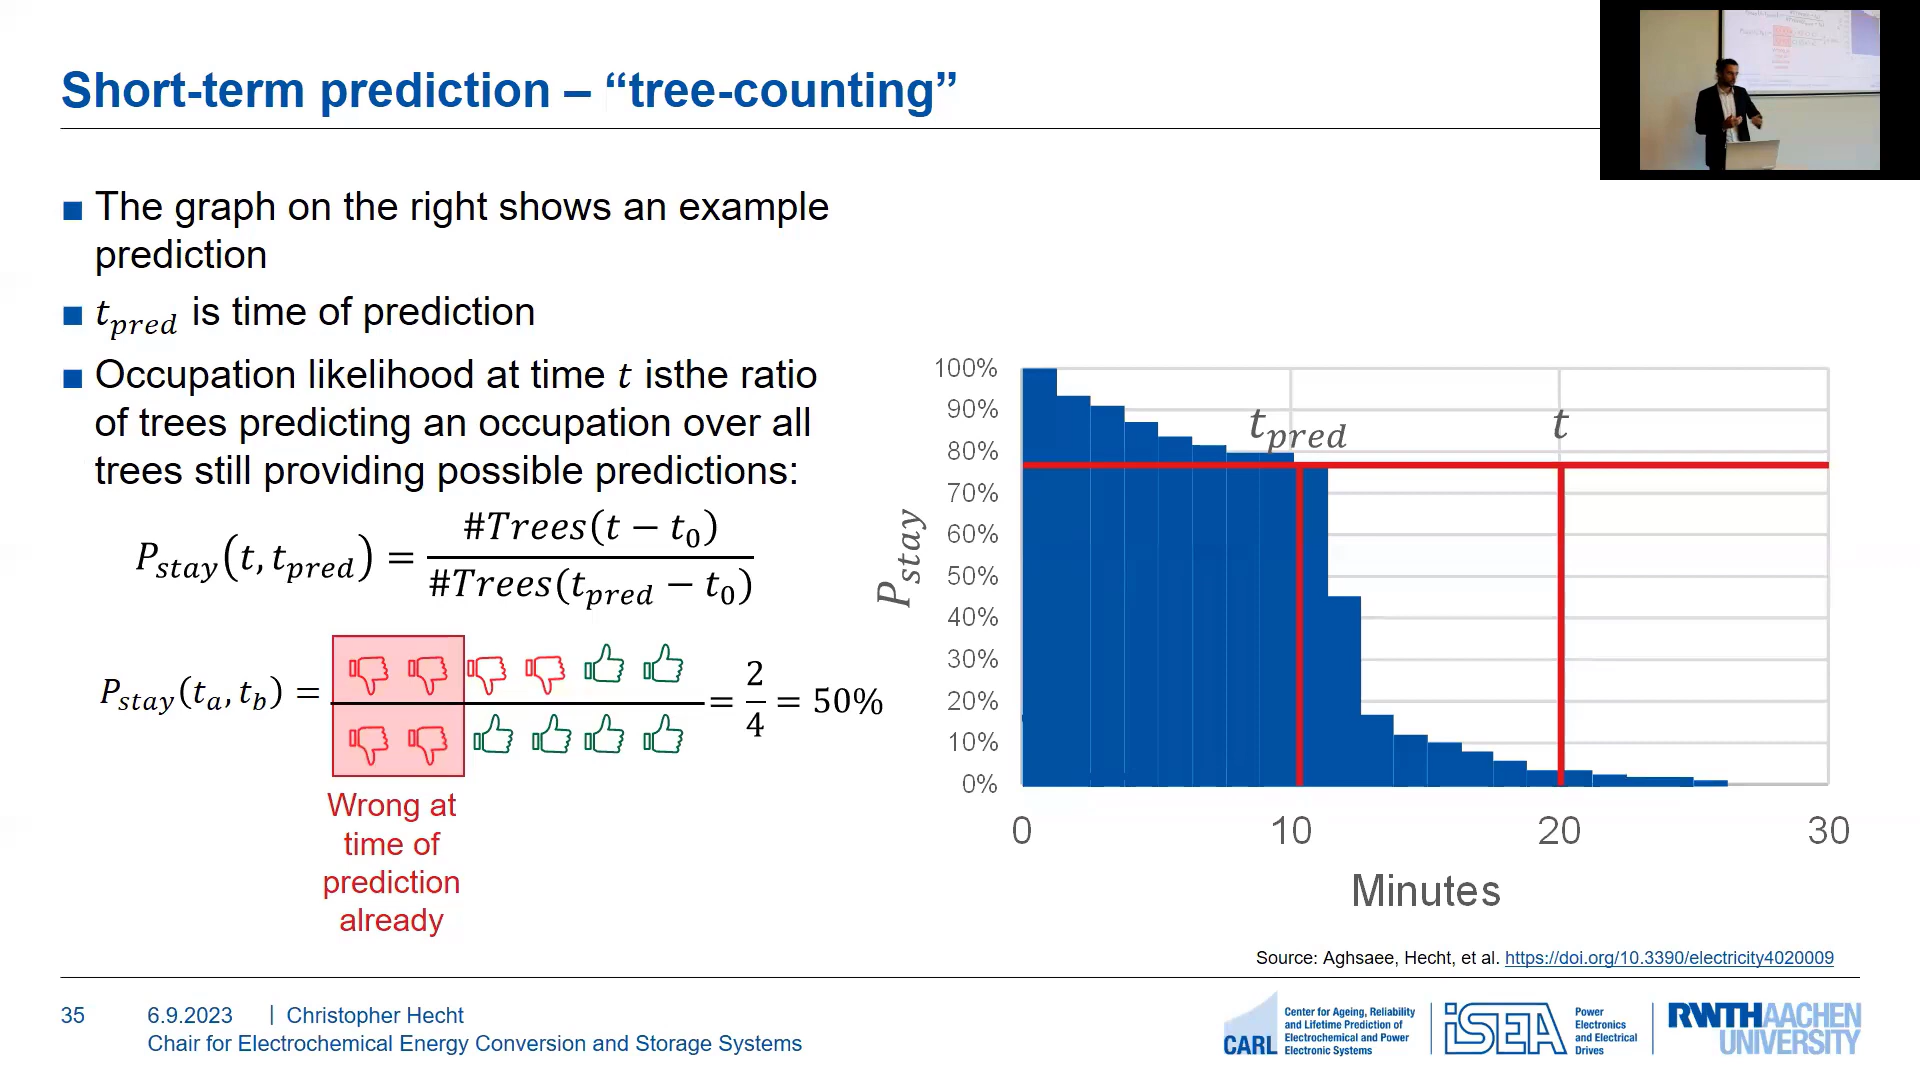 Short-term prediction – “tree-counting”
■ The graph on the right shows an example
prediction
■ t_pred is time of prediction
■ Occupation likelihood at time t isthe ratio
of trees predicting an occupation over all
trees still providing possible predictions:
P_stay(t, t_pred) = #Trees(t − t_0) / #Trees(t_pred − t_0)
P_stay(t_a, t_b) = = 2/4 = 50%
Wrong at
time of
prediction
already
P_stay
100%
90%
80%
70%
60%
50%
40%
30%
20%
10%
0%
t_pred t
0 10 20 30
Minutes
Source: Aghsaee, Hecht, et al. https://doi.org/10.3390/electricity4020009
35 6.9.2023 | Christopher Hecht
Chair for Electrochemical Energy Conversion and Storage Systems
CARL
Center for Ageing, Reliability
and Lifetime Prediction of
Electrochemical and Power
Electronic Systems
iSEA
Power
Electronics
and Electrical
Drives
RWTHAACHEN
UNIVERSITY